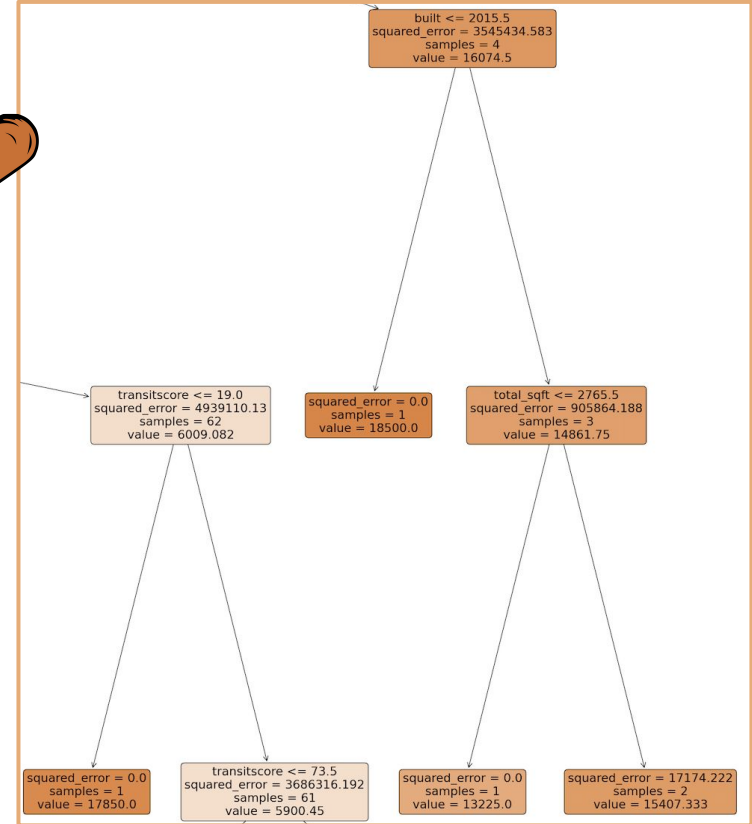 built <= 2015.5
squared_error = 3545434.583
samples = 4
value = 16074.5
transitscore <= 19.0
squared_error = 4939110.13
samples = 62
value = 6009.082
squared_error = 0.0
samples = 1
value = 18500.0
total_sqft <= 2765.5
squared_error = 905864.188
samples = 3
value = 14861.75
squared_error = 0.0
samples = 1
value = 17850.0
transitscore <= 73.5
squared_error = 3686316.192
samples = 61
value = 5900.45
squared_error = 0.0
samples = 1
value = 13225.0
squared_error = 17174.222
samples = 2
value = 15407.333